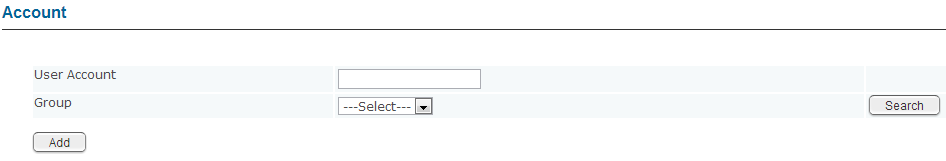 Account
User Account
Group ---Select--- Search
Add